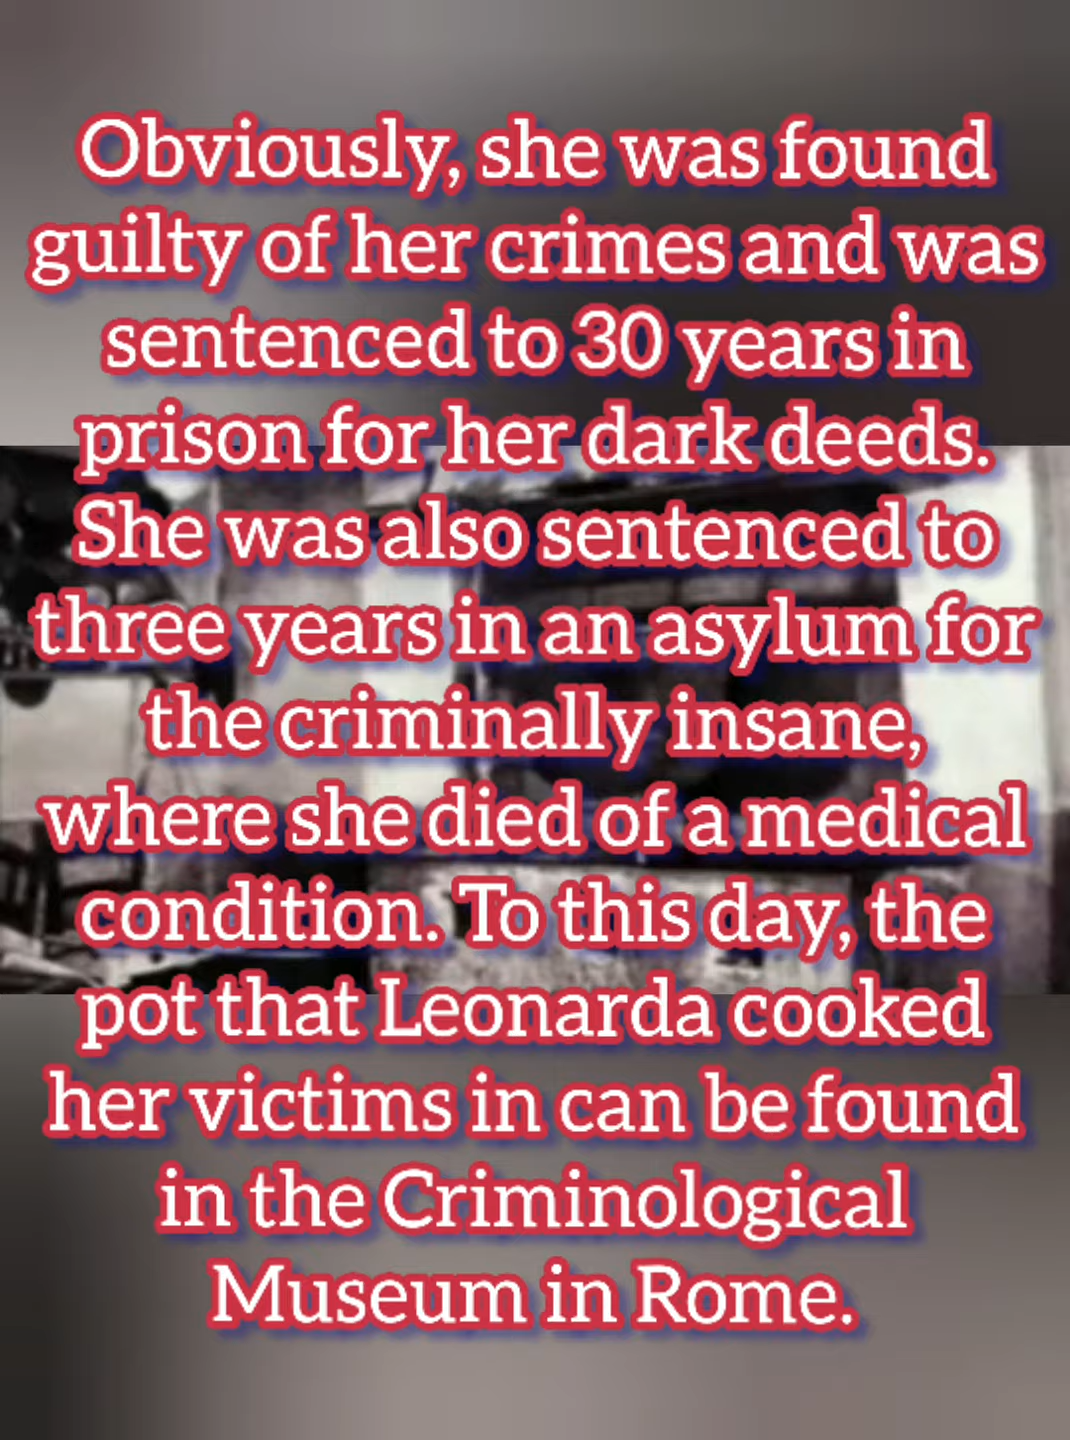 Obviously, she was found
guilty of her crimes and was
sentenced to 30 years in
prison for her dark deeds.
She was also sentenced to
three years in an asylum for
the criminally insane,
where she died of a medical
condition. To this day, the
pot that Leonarda cooked
her victims in can be found
in the Criminological
Museum in Rome.